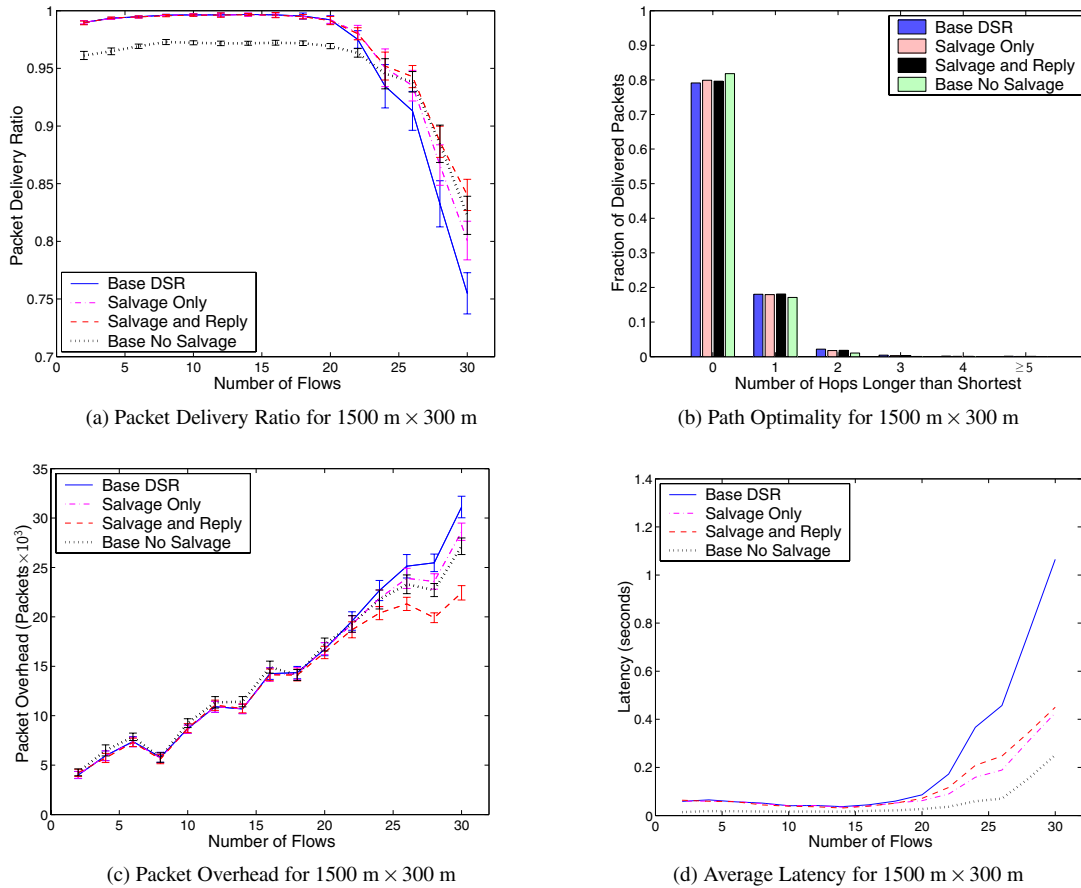 1
0.95
0.9
0.85
0.8
0.75
0.7
0 5 10 15 20 25 30
Packet Delivery Ratio
Number of Flows
Base DSR
Salvage Only
Salvage and Reply
Base No Salvage
(a) Packet Delivery Ratio for 1500 m × 300 m
1
0.9
0.8
0.7
0.6
0.5
0.4
0.3
0.2
0.1
0
0 1 2 3 4 ≥5
Fraction of Delivered Packets
Number of Hops Longer than Shortest
Base DSR
Salvage Only
Salvage and Reply
Base No Salvage
(b) Path Optimality for 1500 m × 300 m
35
30
25
20
15
10
5
0
0 5 10 15 20 25 30
Packet Overhead (Packets×10³)
Number of Flows
Base DSR
Salvage Only
Salvage and Reply
Base No Salvage
(c) Packet Overhead for 1500 m × 300 m
1.4
1.2
1
0.8
0.6
0.4
0.2
0
0 5 10 15 20 25 30
Latency (seconds)
Number of Flows
Base DSR
Salvage Only
Salvage and Reply
Base No Salvage
(d) Average Latency for 1500 m × 300 m